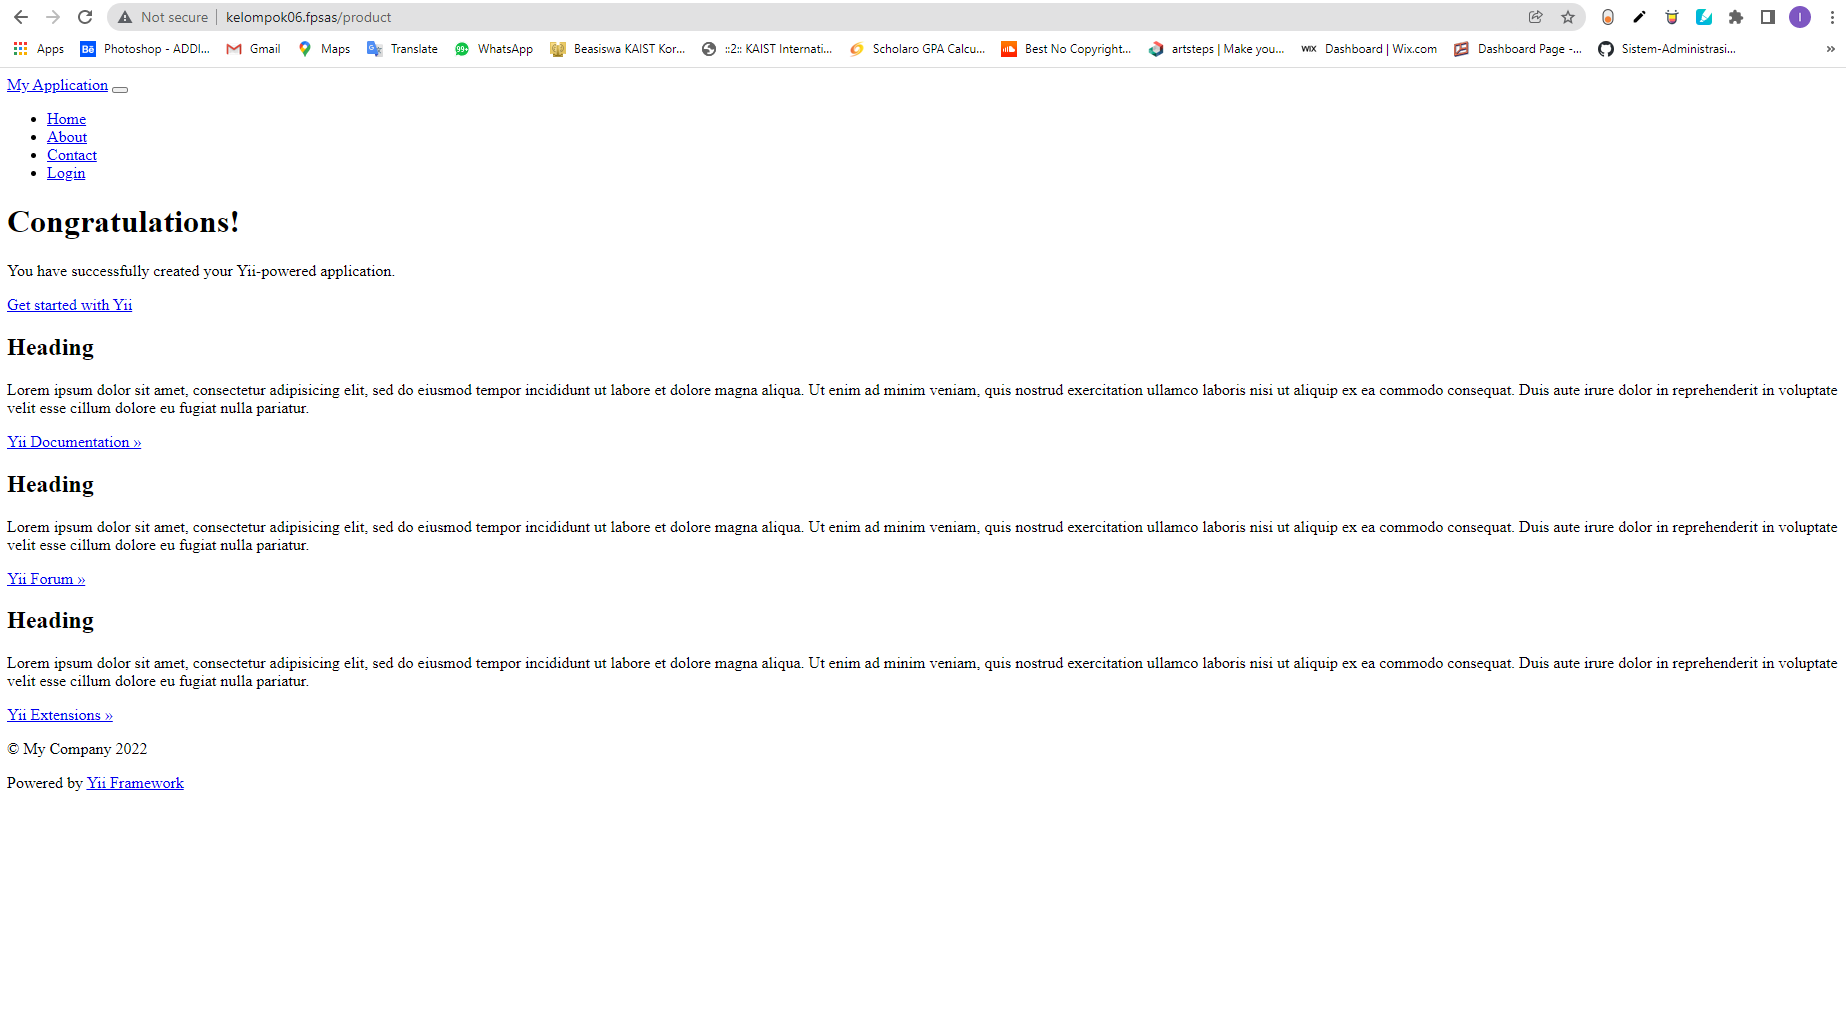 Not secure | kelompok06.fpsas/product
Apps Photoshop - ADDI... Gmail Maps Translate 99+ WhatsApp Beasiswa KAIST Kor... ::2:: KAIST Internati... Scholaro GPA Calcu... Best No Copyright... artsteps | Make you... WIX Dashboard | Wix.com Dashboard Page -... Sistem-Administrasi... »
My Application
• Home
• About
• Contact
• Login
Congratulations!
You have successfully created your Yii-powered application.
Get started with Yii
Heading
Lorem ipsum dolor sit amet, consectetur adipisicing elit, sed do eiusmod tempor incididunt ut labore et dolore magna aliqua. Ut enim ad minim veniam, quis nostrud exercitation ullamco laboris nisi ut aliquip ex ea commodo consequat. Duis aute irure dolor in reprehenderit in voluptate
velit esse cillum dolore eu fugiat nulla pariatur.
Yii Documentation »
Heading
Lorem ipsum dolor sit amet, consectetur adipisicing elit, sed do eiusmod tempor incididunt ut labore et dolore magna aliqua. Ut enim ad minim veniam, quis nostrud exercitation ullamco laboris nisi ut aliquip ex ea commodo consequat. Duis aute irure dolor in reprehenderit in voluptate
velit esse cillum dolore eu fugiat nulla pariatur.
Yii Forum »
Heading
Lorem ipsum dolor sit amet, consectetur adipisicing elit, sed do eiusmod tempor incididunt ut labore et dolore magna aliqua. Ut enim ad minim veniam, quis nostrud exercitation ullamco laboris nisi ut aliquip ex ea commodo consequat. Duis aute irure dolor in reprehenderit in voluptate
velit esse cillum dolore eu fugiat nulla pariatur.
Yii Extensions »
© My Company 2022
Powered by Yii Framework